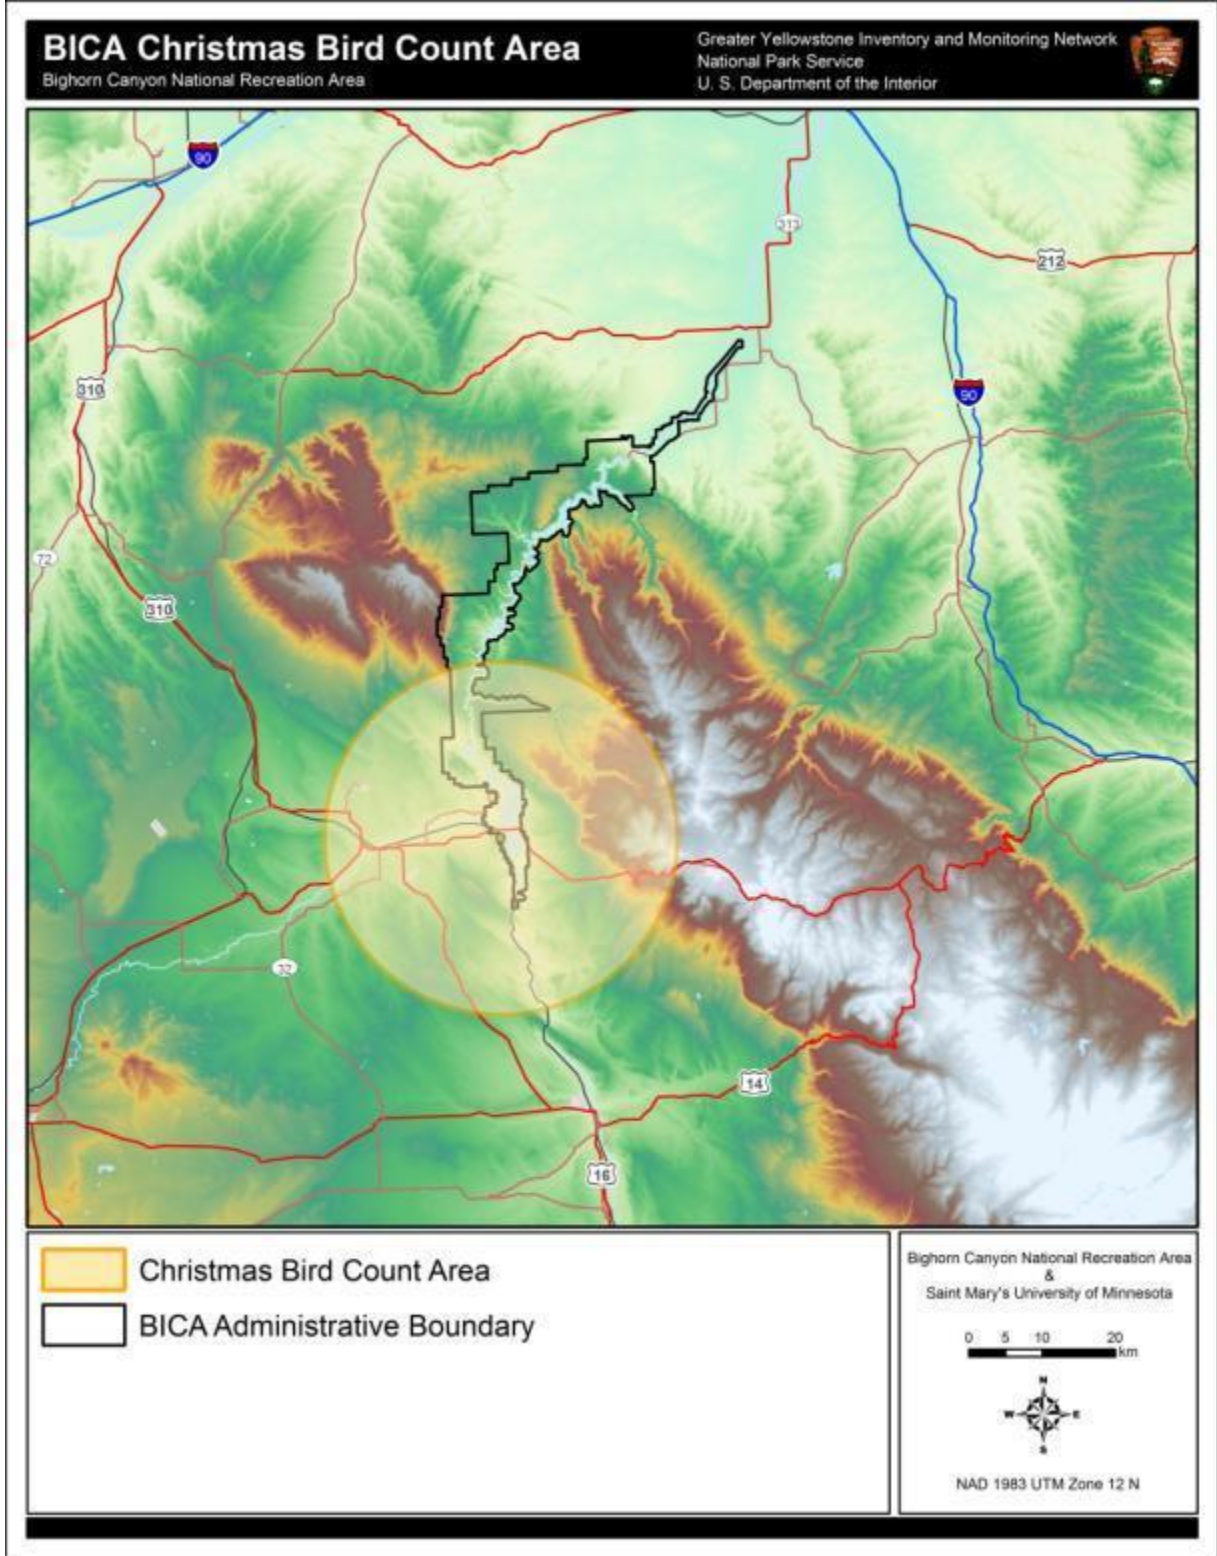 BICA Christmas Bird Count Area
Bighorn Canyon National Recreation Area
Greater Yellowstone Inventory and Monitoring Network
National Park Service
U. S. Department of the Interior
90
313
212
310
90
72
310
32
14
16
Christmas Bird Count Area
BICA Administrative Boundary
Bighorn Canyon National Recreation Area
&
Saint Mary's University of Minnesota
0 5 10 20
km
N
W E
S
NAD 1983 UTM Zone 12 N